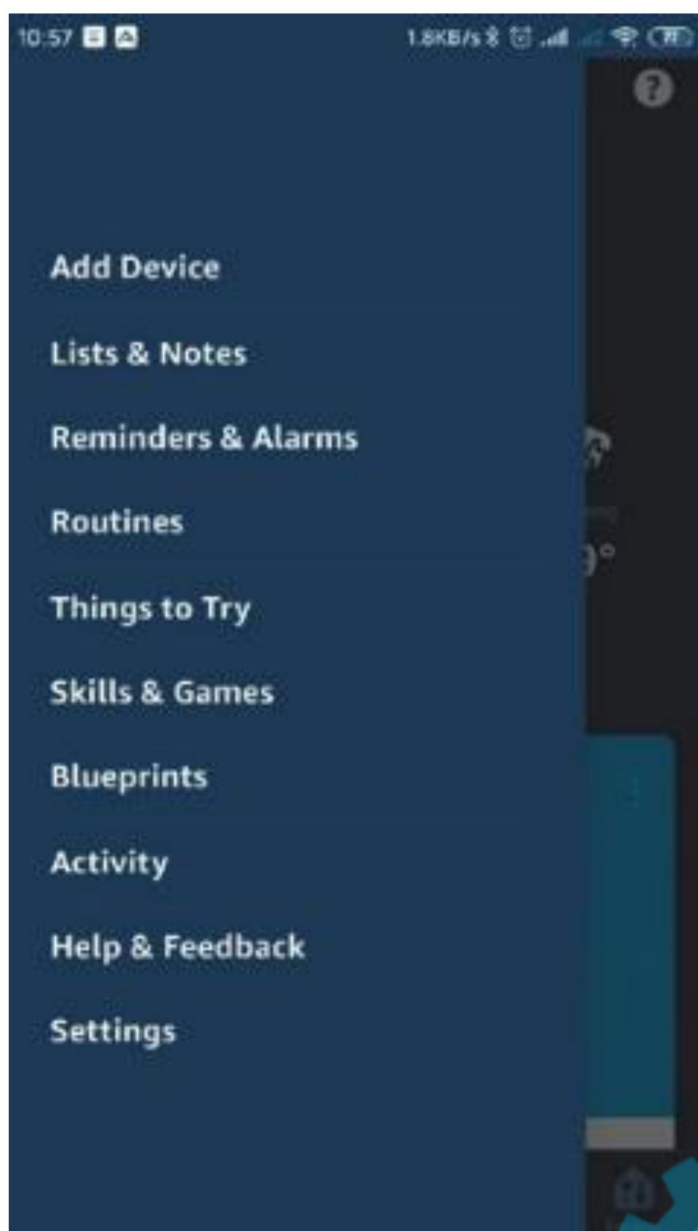 10:57 1.8KB/s
?
Add Device
Lists & Notes
Reminders & Alarms
Routines
Things to Try
Skills & Games
Blueprints
Activity
Help & Feedback
Settings